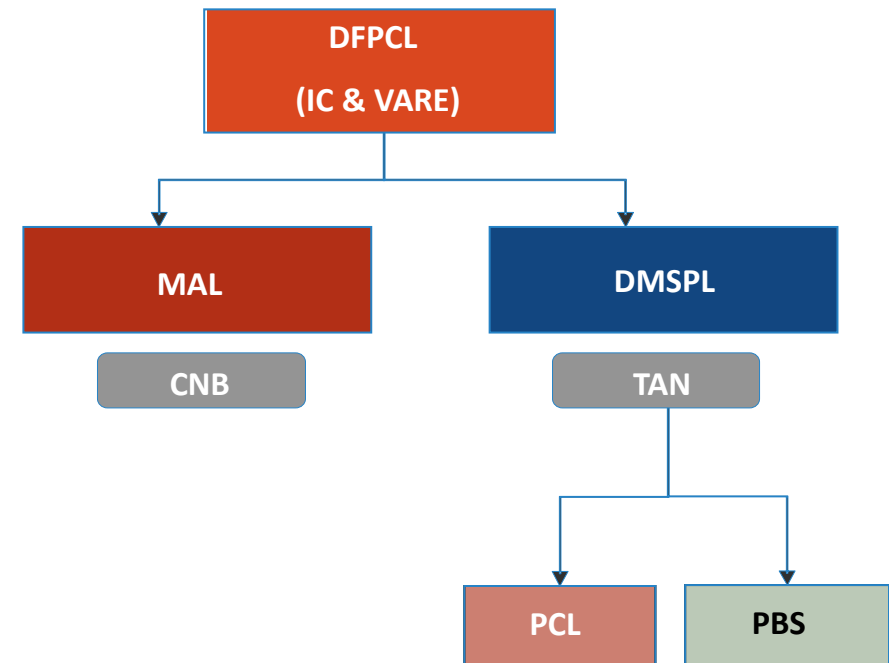 DFPCL
(IC & VARE)
MAL
DMSPL
CNB
TAN
PCL
PBS